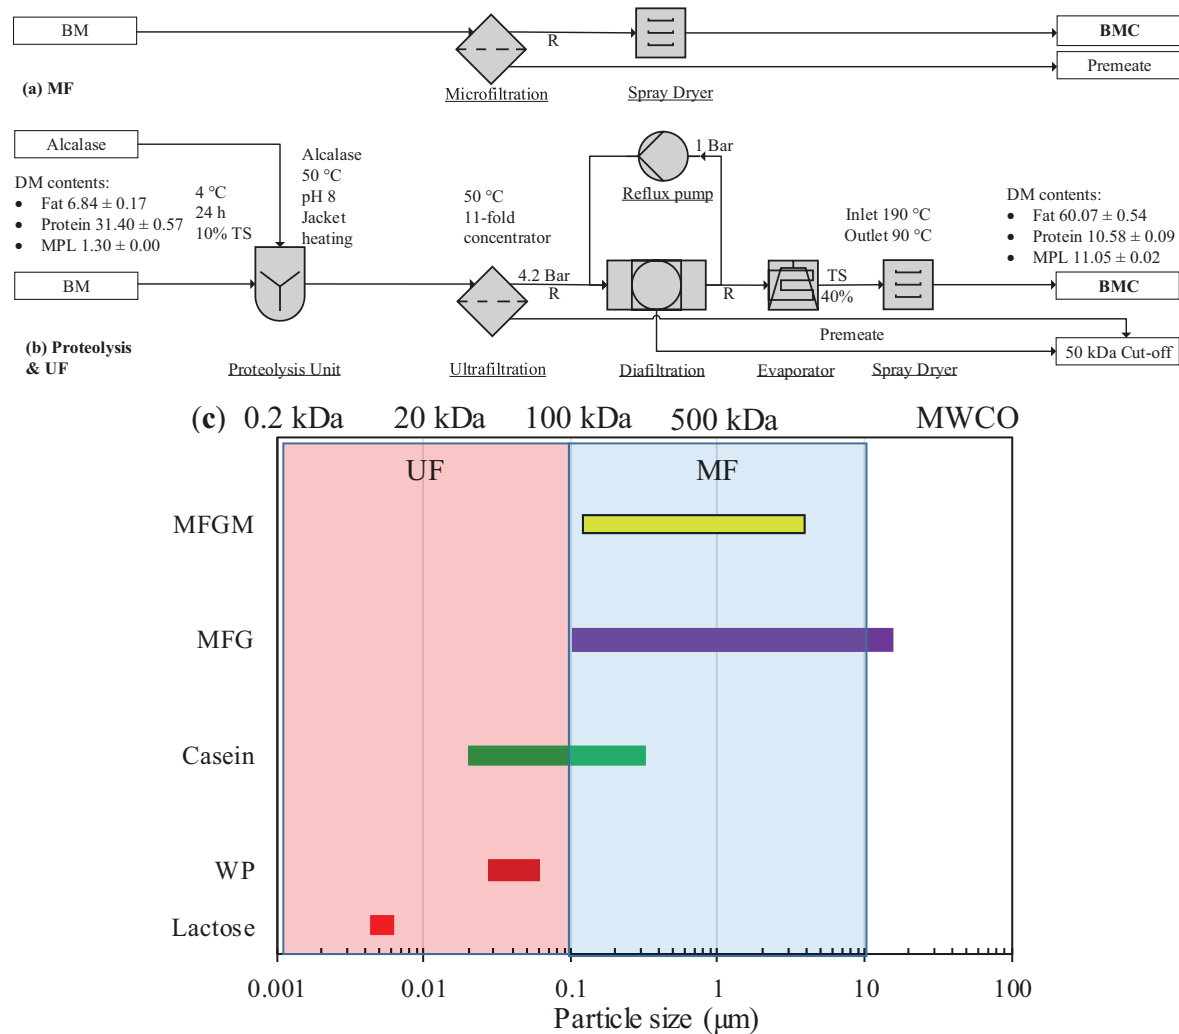 BM
R
BMC
Premeate
(a) MF
Microfiltration
Spray Dryer
Alcalase
DM contents:
• Fat 6.84 ± 0.17
• Protein 31.40 ± 0.57
• MPL 1.30 ± 0.00
4 °C
24 h
10% TS
Alcalase
50 °C
pH 8
Jacket
heating
50 °C
11-fold
concentrator
1 Bar
Reflux pump
Inlet 190 °C
Outlet 90 °C
DM contents:
• Fat 60.07 ± 0.54
• Protein 10.58 ± 0.09
• MPL 11.05 ± 0.02
BM
4.2 Bar
R
R
TS
40%
BMC
Premeate
50 kDa Cut-off
(b) Proteolysis
& UF
Proteolysis Unit
Ultrafiltration
Diafiltration
Evaporator
Spray Dryer
(c) 0.2 kDa 20 kDa 100 kDa 500 kDa MWCO
UF MF
MFGM
MFG
Casein
WP
Lactose
0.001 0.01 0.1 1 10 100
Particle size (μm)